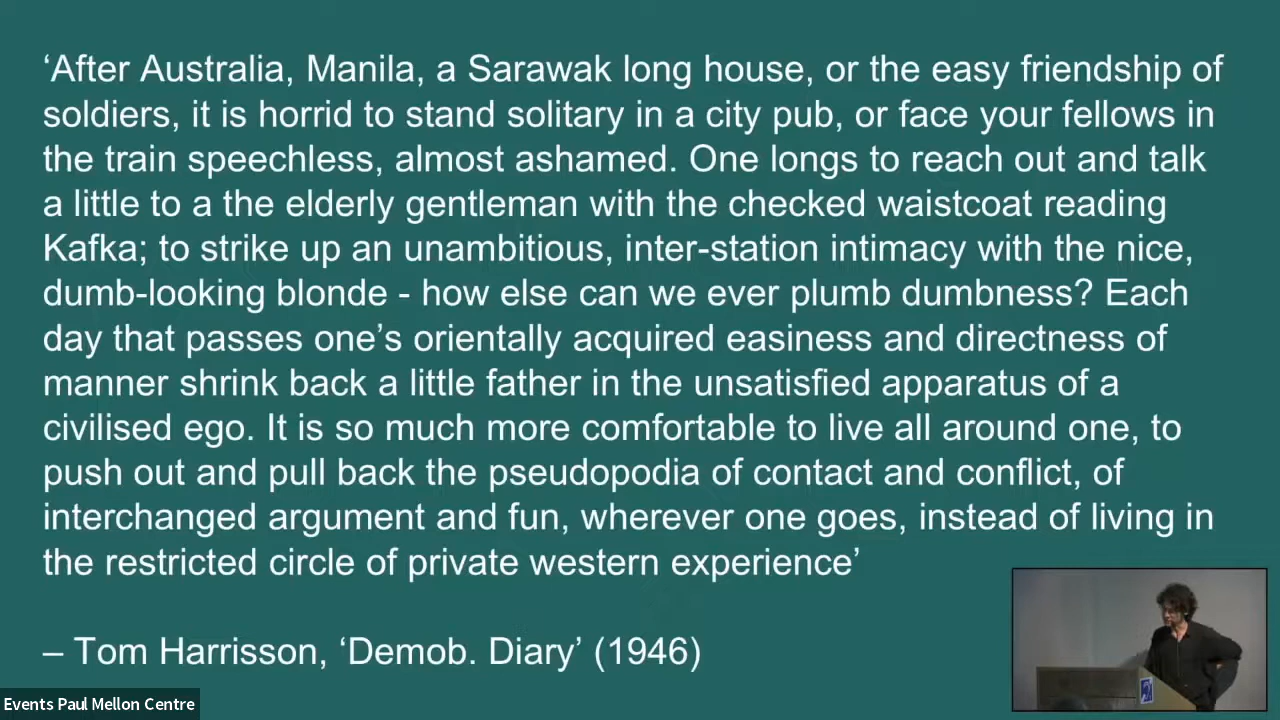 ‘After Australia, Manila, a Sarawak long house, or the easy friendship of
soldiers, it is horrid to stand solitary in a city pub, or face your fellows in
the train speechless, almost ashamed. One longs to reach out and talk
a little to a the elderly gentleman with the checked waistcoat reading
Kafka; to strike up an unambitious, inter-station intimacy with the nice,
dumb-looking blonde - how else can we ever plumb dumbness? Each
day that passes one’s orientally acquired easiness and directness of
manner shrink back a little father in the unsatisfied apparatus of a
civilised ego. It is so much more comfortable to live all around one, to
push out and pull back the pseudopodia of contact and conflict, of
interchanged argument and fun, wherever one goes, instead of living in
the restricted circle of private western experience’
– Tom Harrisson, ‘Demob. Diary’ (1946)
Events Paul Mellon Centre